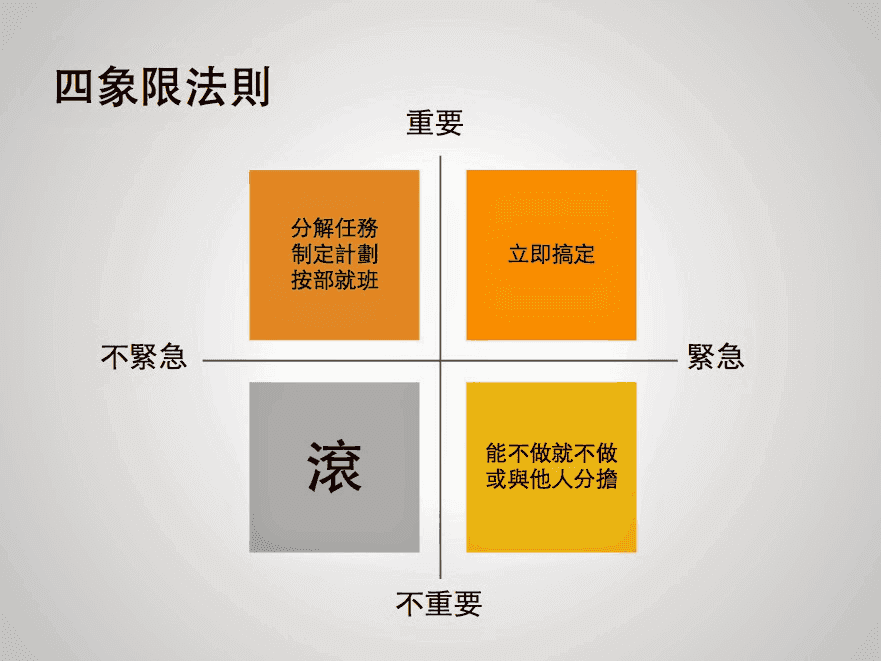 四象限法則
重要
分解任務
制定計劃
按部就班
立即搞定
不緊急
緊急
滾
能不做就不做
或與他人分擔
不重要